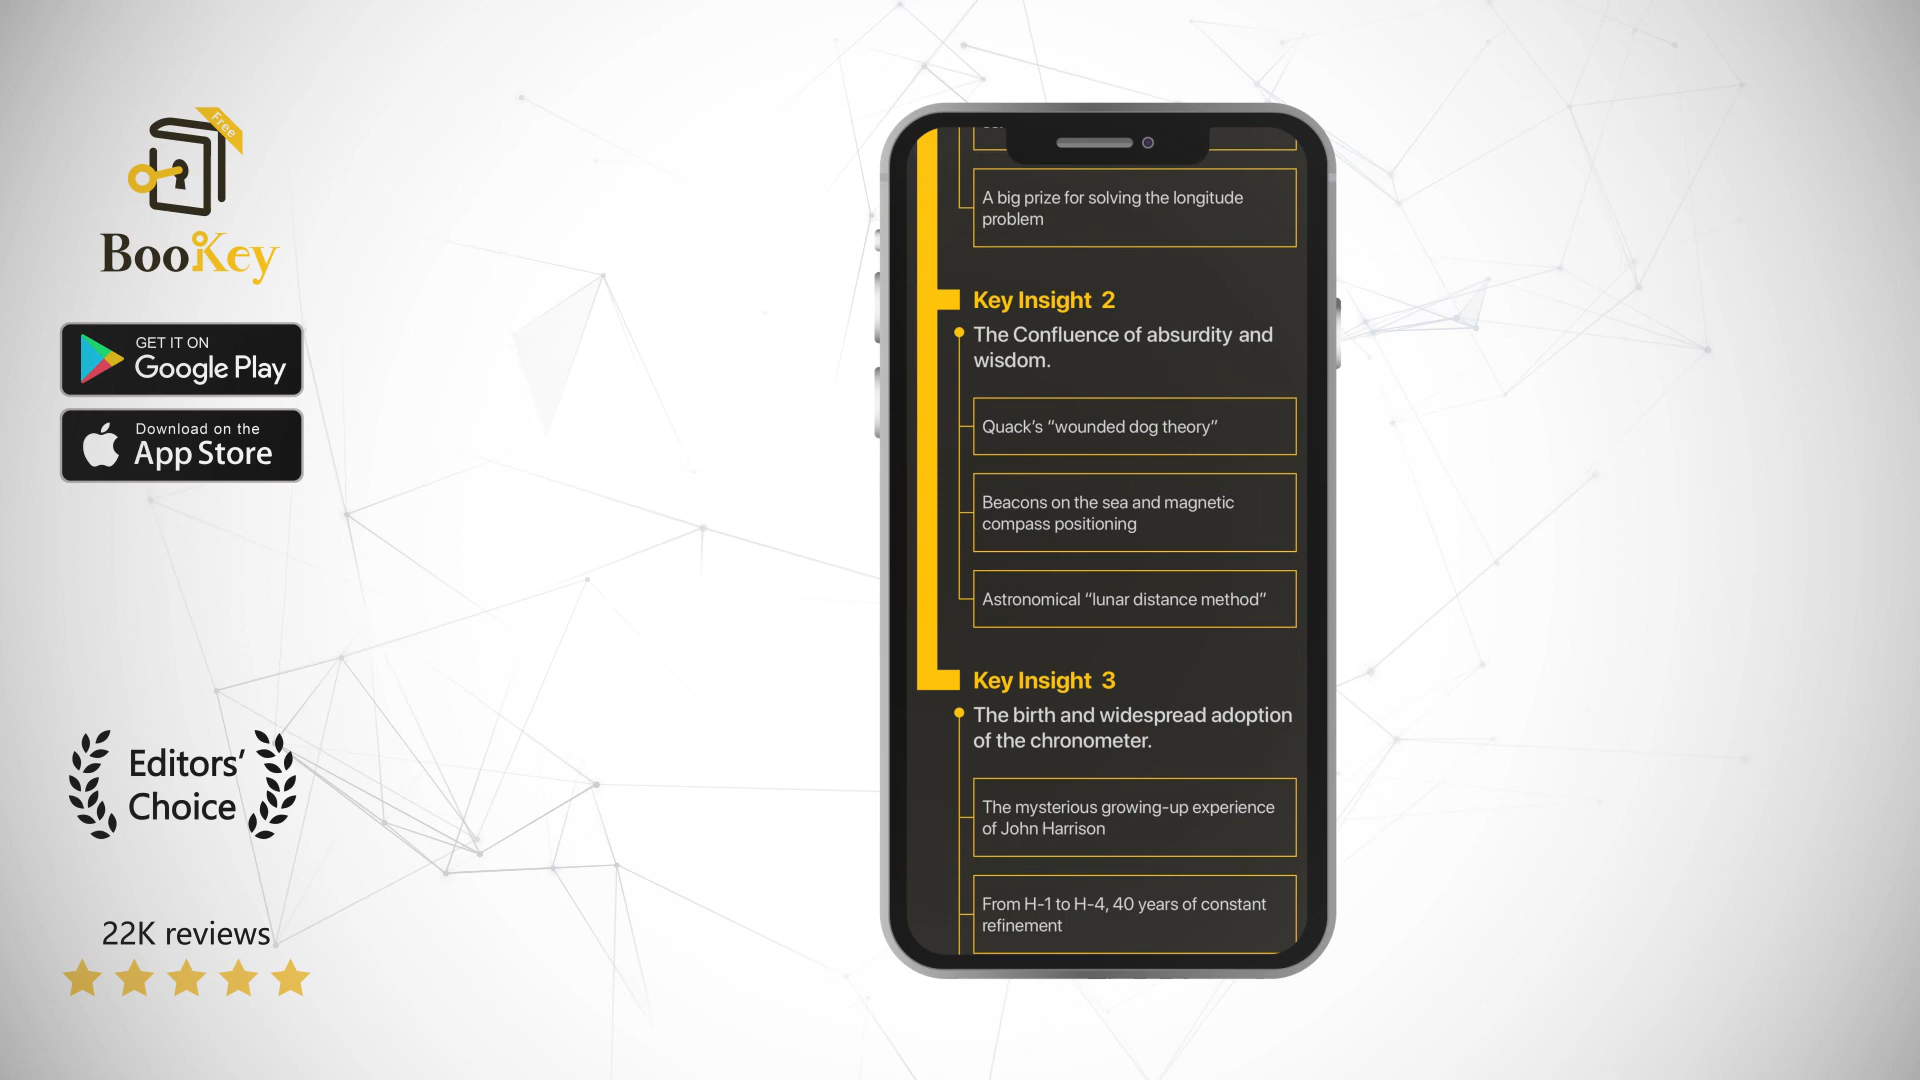 Free
BooKey
GET IT ON
Google Play
Download on the
App Store
Editors’
Choice
22K reviews
A big prize for solving the longitude
problem
Key Insight 2
The Confluence of absurdity and
wisdom.
Quack’s “wounded dog theory”
Beacons on the sea and magnetic
compass positioning
Astronomical “lunar distance method”
Key Insight 3
The birth and widespread adoption
of the chronometer.
The mysterious growing-up experience
of John Harrison
From H-1 to H-4, 40 years of constant
refinement